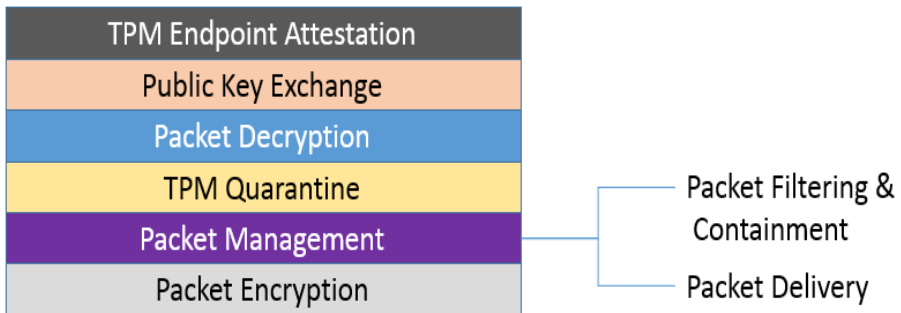 TPM Endpoint Attestation
Public Key Exchange
Packet Decryption
TPM Quarantine
Packet Management
Packet Encryption
Packet Filtering &
Containment
Packet Delivery